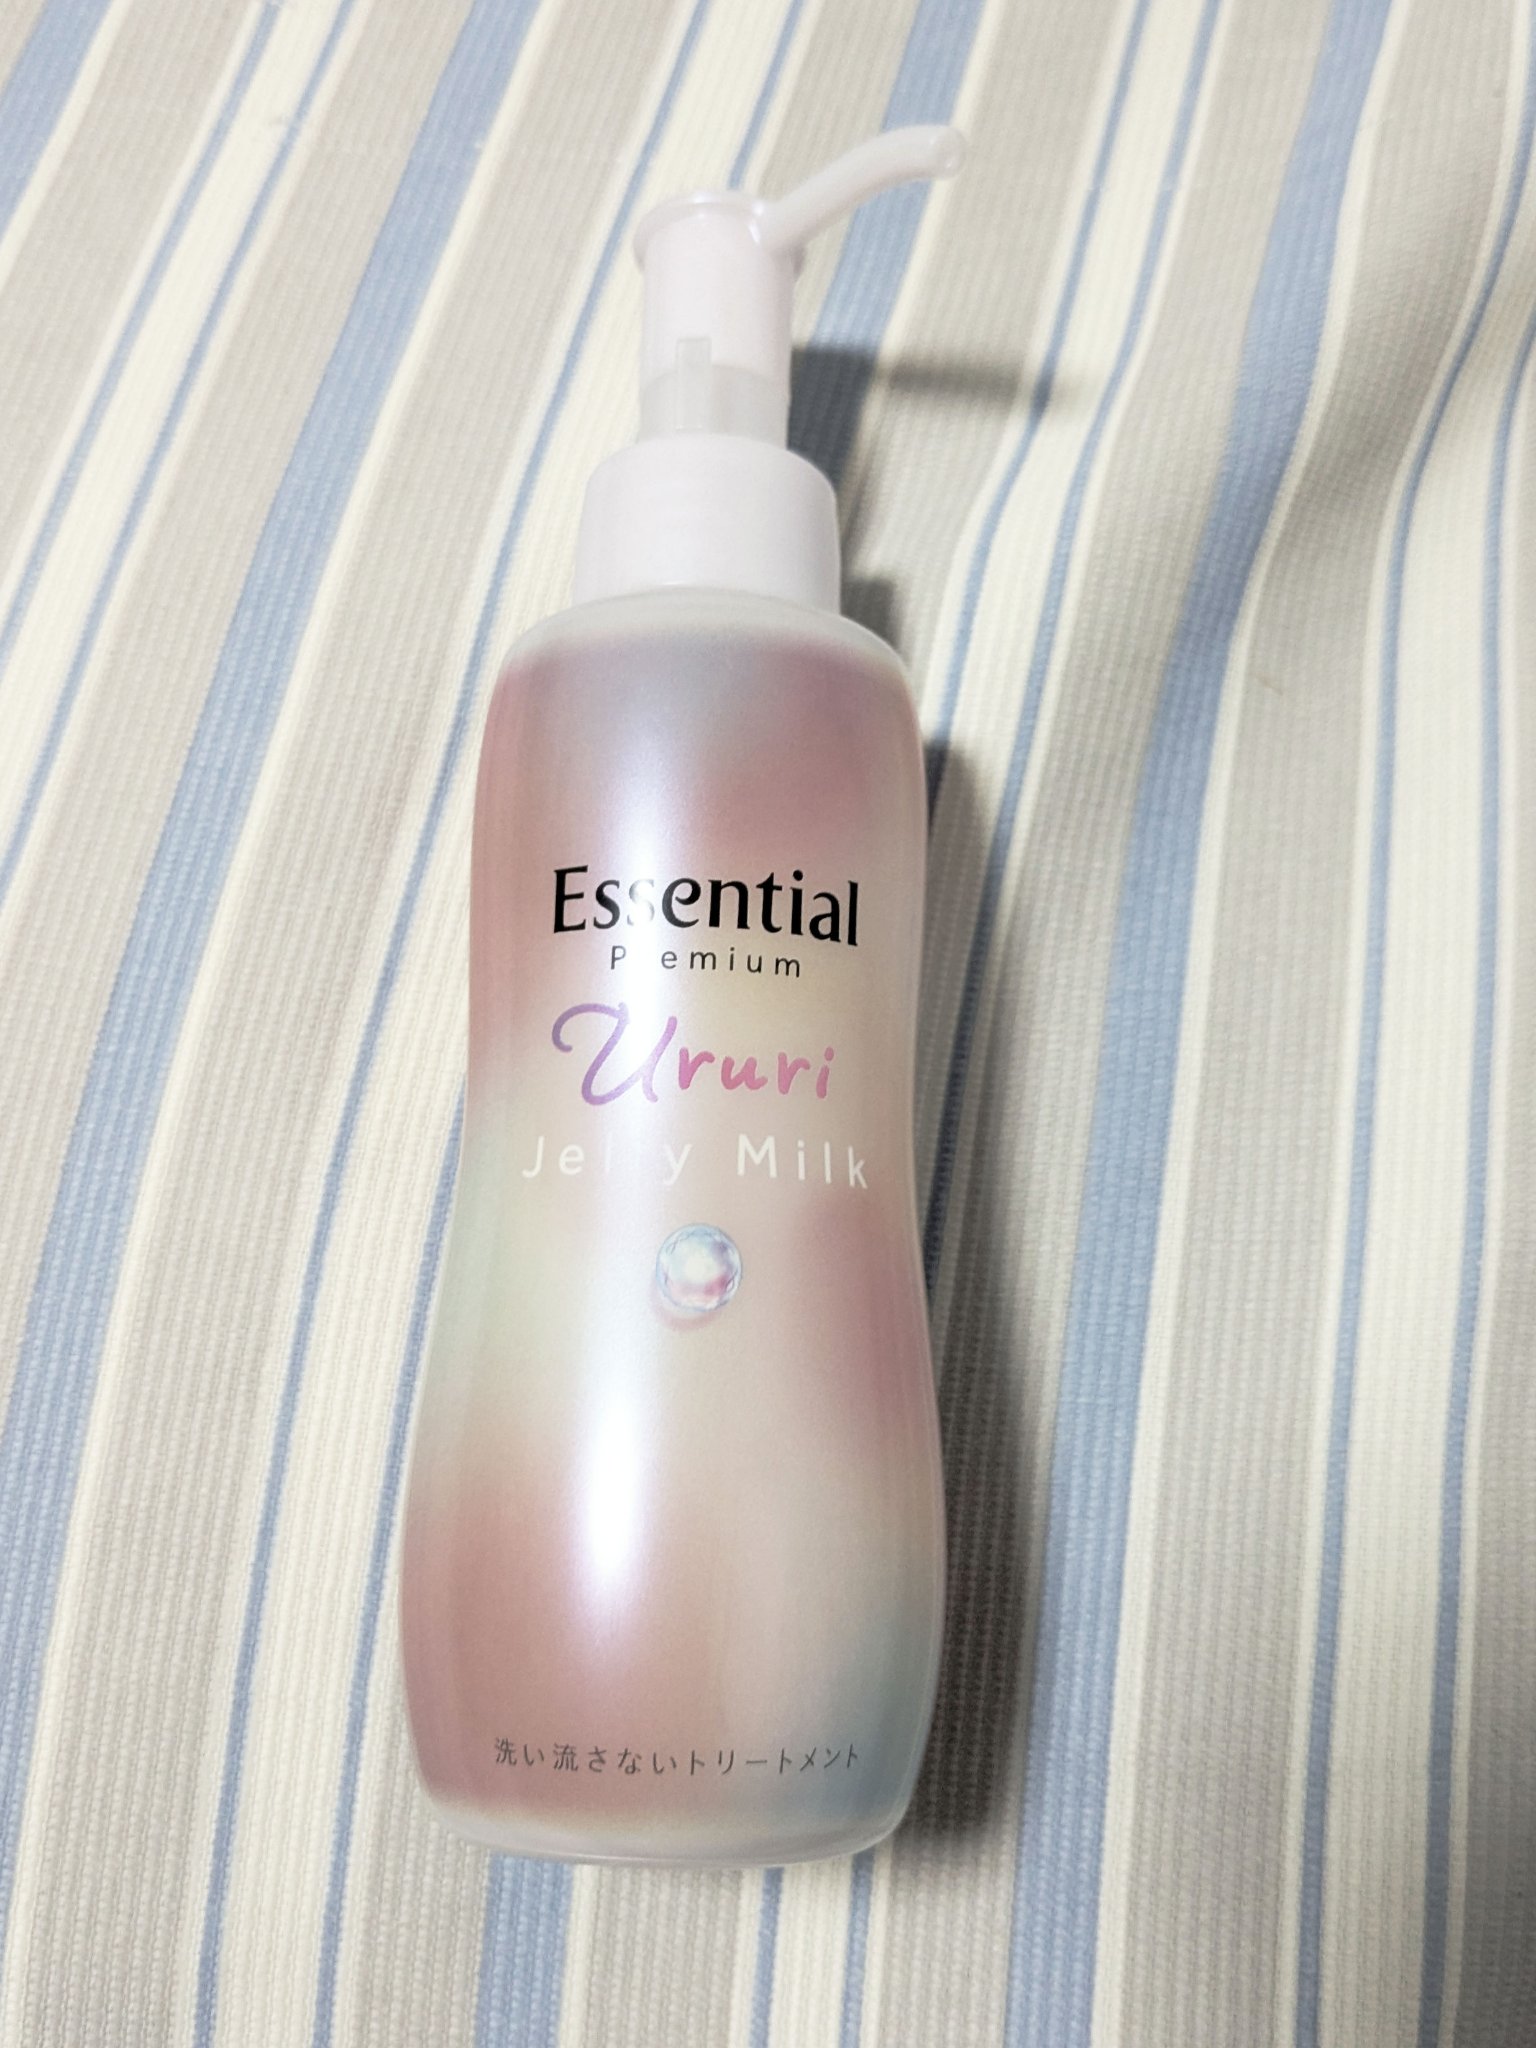 Essential
Premium
Ururi
Jelly Milk
洗い流さないトリートメント